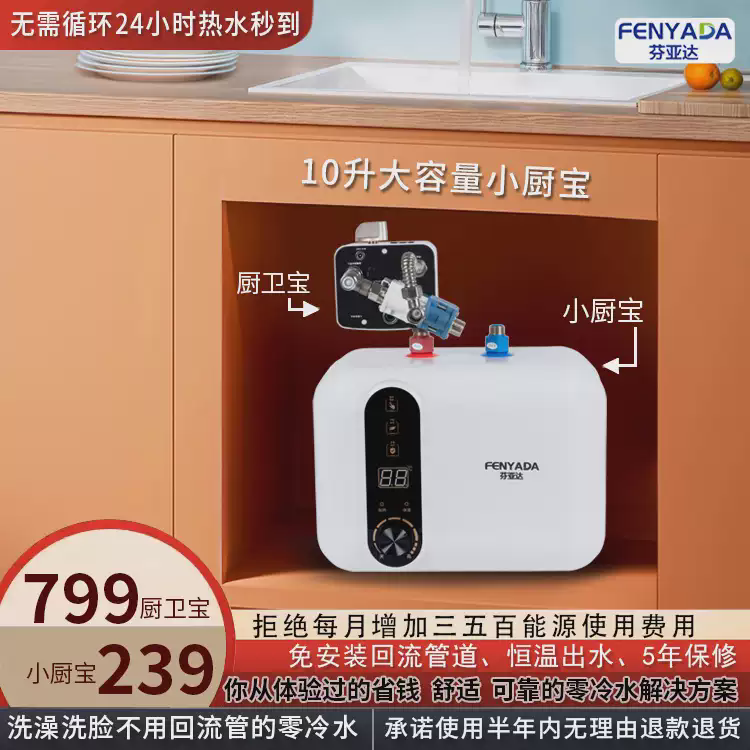 无需循环24小时热水秒到
FENYADA
芬亚达
10升大容量小厨宝
厨卫宝
小厨宝
FENYADA
芬亚达
88
799厨卫宝
小厨宝239
拒绝每月增加三五百能源使用费用
免安装回流管道、恒温出水、5年保修
你从体验过的省钱 舒适 可靠的零冷水解决方案
洗澡洗脸不用回流管的零冷水
承诺使用半年内无理由退款退货